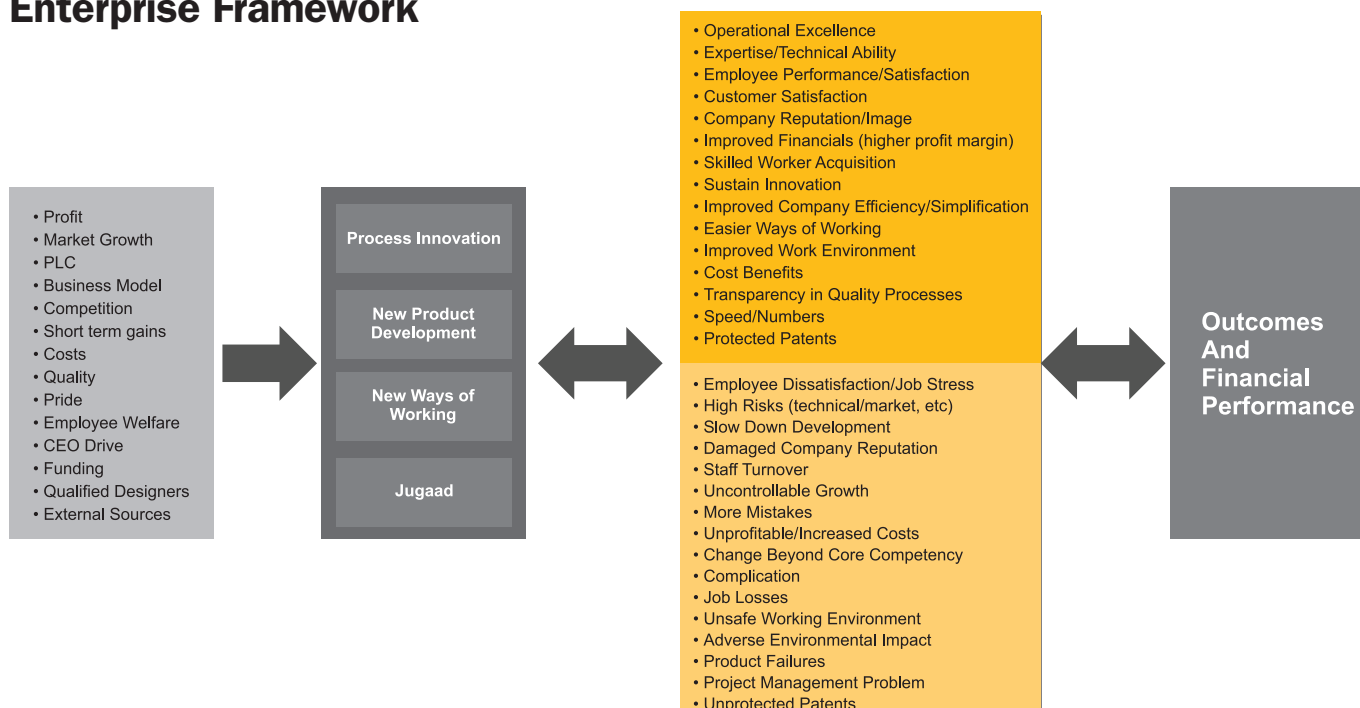 Enterprise Framework
• Profit
• Market Growth
• PLC
• Business Model
• Competition
• Short term gains
• Costs
• Quality
• Pride
• Employee Welfare
• CEO Drive
• Funding
• Qualified Designers
• External Sources
Process Innovation
New Product
Development
New Ways of
Working
Jugaad
• Operational Excellence
• Expertise/Technical Ability
• Employee Performance/Satisfaction
• Customer Satisfaction
• Company Reputation/Image
• Improved Financials (higher profit margin)
• Skilled Worker Acquisition
• Sustain Innovation
• Improved Company Efficiency/Simplification
• Easier Ways of Working
• Improved Work Environment
• Cost Benefits
• Transparency in Quality Processes
• Speed/Numbers
• Protected Patents
• Employee Dissatisfaction/Job Stress
• High Risks (technical/market, etc)
• Slow Down Development
• Damaged Company Reputation
• Staff Turnover
• Uncontrollable Growth
• More Mistakes
• Unprofitable/Increased Costs
• Change Beyond Core Competency
• Complication
• Job Losses
• Unsafe Working Environment
• Adverse Environmental Impact
• Product Failures
• Project Management Problem
• Unprotected Patents
Outcomes
And
Financial
Performance